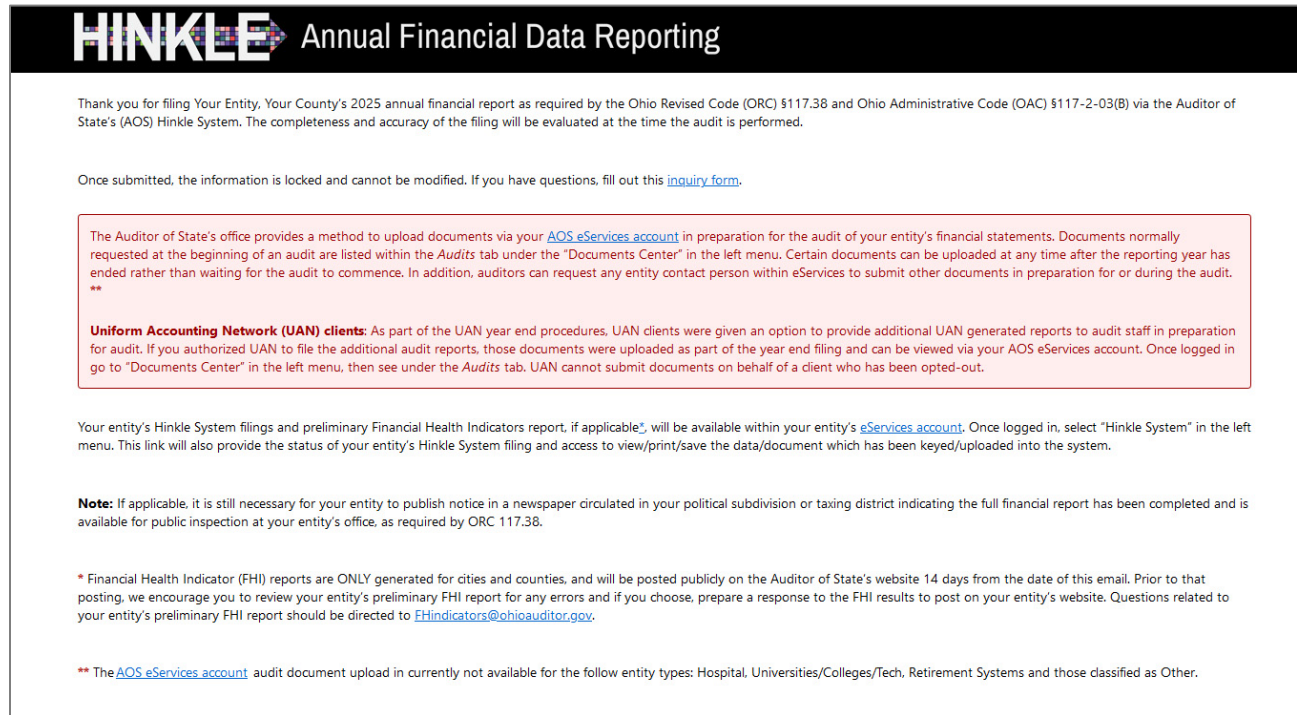 HINKLE Annual Financial Data Reporting
Thank you for filing Your Entity, Your County's 2025 annual financial report as required by the Ohio Revised Code (ORC) §117.38 and Ohio Administrative Code (OAC) §117-2-03(B) via the Auditor of
State's (AOS) Hinkle System. The completeness and accuracy of the filing will be evaluated at the time the audit is performed.
Once submitted, the information is locked and cannot be modified. If you have questions, fill out this inquiry form.
The Auditor of State's office provides a method to upload documents via your AOS eServices account in preparation for the audit of your entity's financial statements. Documents normally
requested at the beginning of an audit are listed within the Audits tab under the "Documents Center" in the left menu. Certain documents can be uploaded at any time after the reporting year has
ended rather than waiting for the audit to commence. In addition, auditors can request any entity contact person within eServices to submit other documents in preparation for or during the audit.
**
Uniform Accounting Network (UAN) clients: As part of the UAN year end procedures, UAN clients were given an option to provide additional UAN generated reports to audit staff in preparation
for audit. If you authorized UAN to file the additional audit reports, those documents were uploaded as part of the year end filing and can be viewed via your AOS eServices account. Once logged in
go to "Documents Center" in the left menu, then see under the Audits tab. UAN cannot submit documents on behalf of a client who has been opted-out.
Your entity's Hinkle System filings and preliminary Financial Health Indicators report, if applicable*, will be available within your entity's eServices account. Once logged in, select "Hinkle System" in the left
menu. This link will also provide the status of your entity's Hinkle System filing and access to view/print/save the data/document which has been keyed/uploaded into the system.
Note: If applicable, it is still necessary for your entity to publish notice in a newspaper circulated in your political subdivision or taxing district indicating the full financial report has been completed and is
available for public inspection at your entity's office, as required by ORC 117.38.
* Financial Health Indicator (FHI) reports are ONLY generated for cities and counties, and will be posted publicly on the Auditor of State's website 14 days from the date of this email. Prior to that
posting, we encourage you to review your entity's preliminary FHI report for any errors and if you choose, prepare a response to the FHI results to post on your entity's website. Questions related to
your entity's preliminary FHI report should be directed to FHindicators@ohioauditor.gov.
** The AOS eServices account audit document upload in currently not available for the follow entity types: Hospital, Universities/Colleges/Tech, Retirement Systems and those classified as Other.